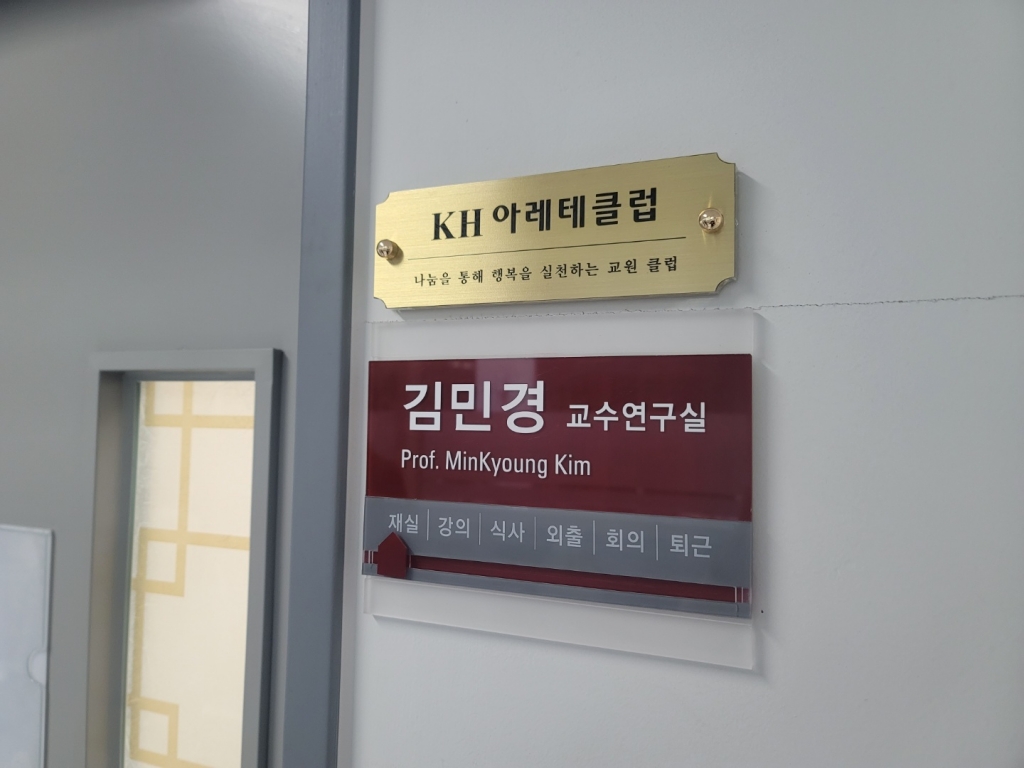 KH 아레테클럽
나눔을 통해 행복을 실천하는 교원 클럽
김민경 교수연구실
Prof. MinKyoung Kim
재실 강의 식사 외출 회의 퇴근